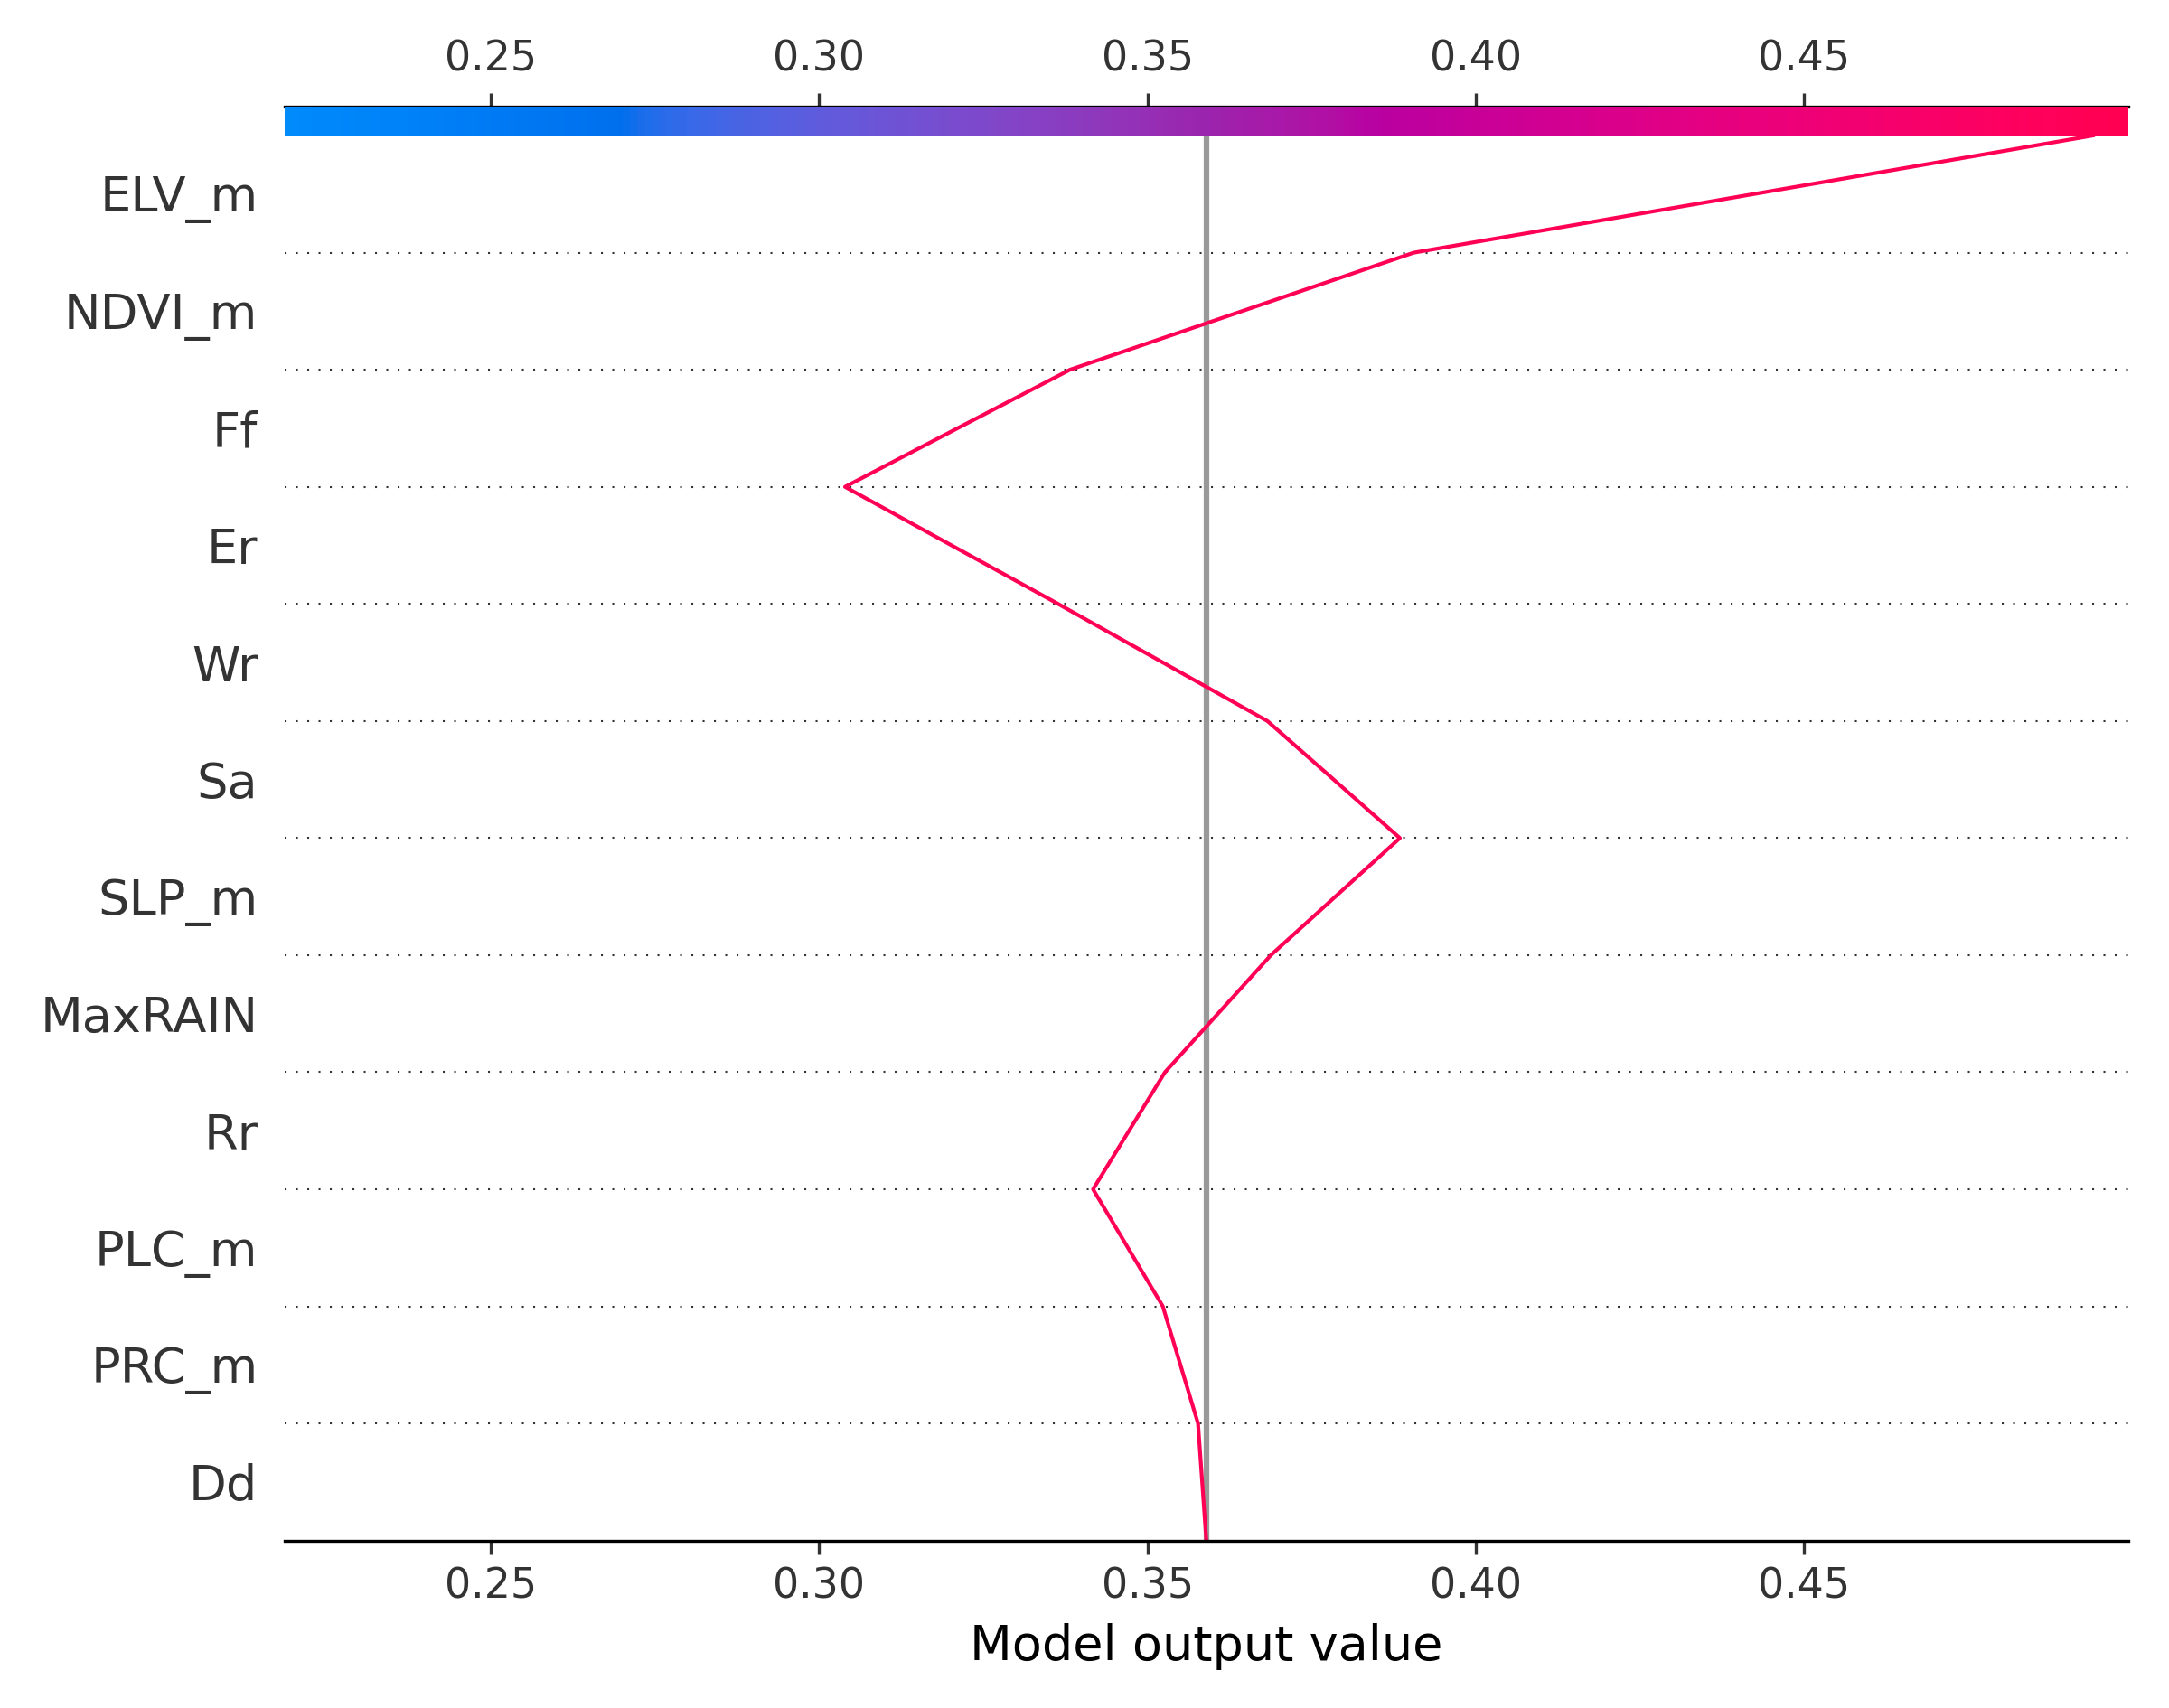 0.25 0.30 0.35 0.40 0.45
ELV_m
NDVI_m
Ff
Er
Wr
Sa
SLP_m
MaxRAIN
Rr
PLC_m
PRC_m
Dd
0.25 0.30 0.35 0.40 0.45
Model output value